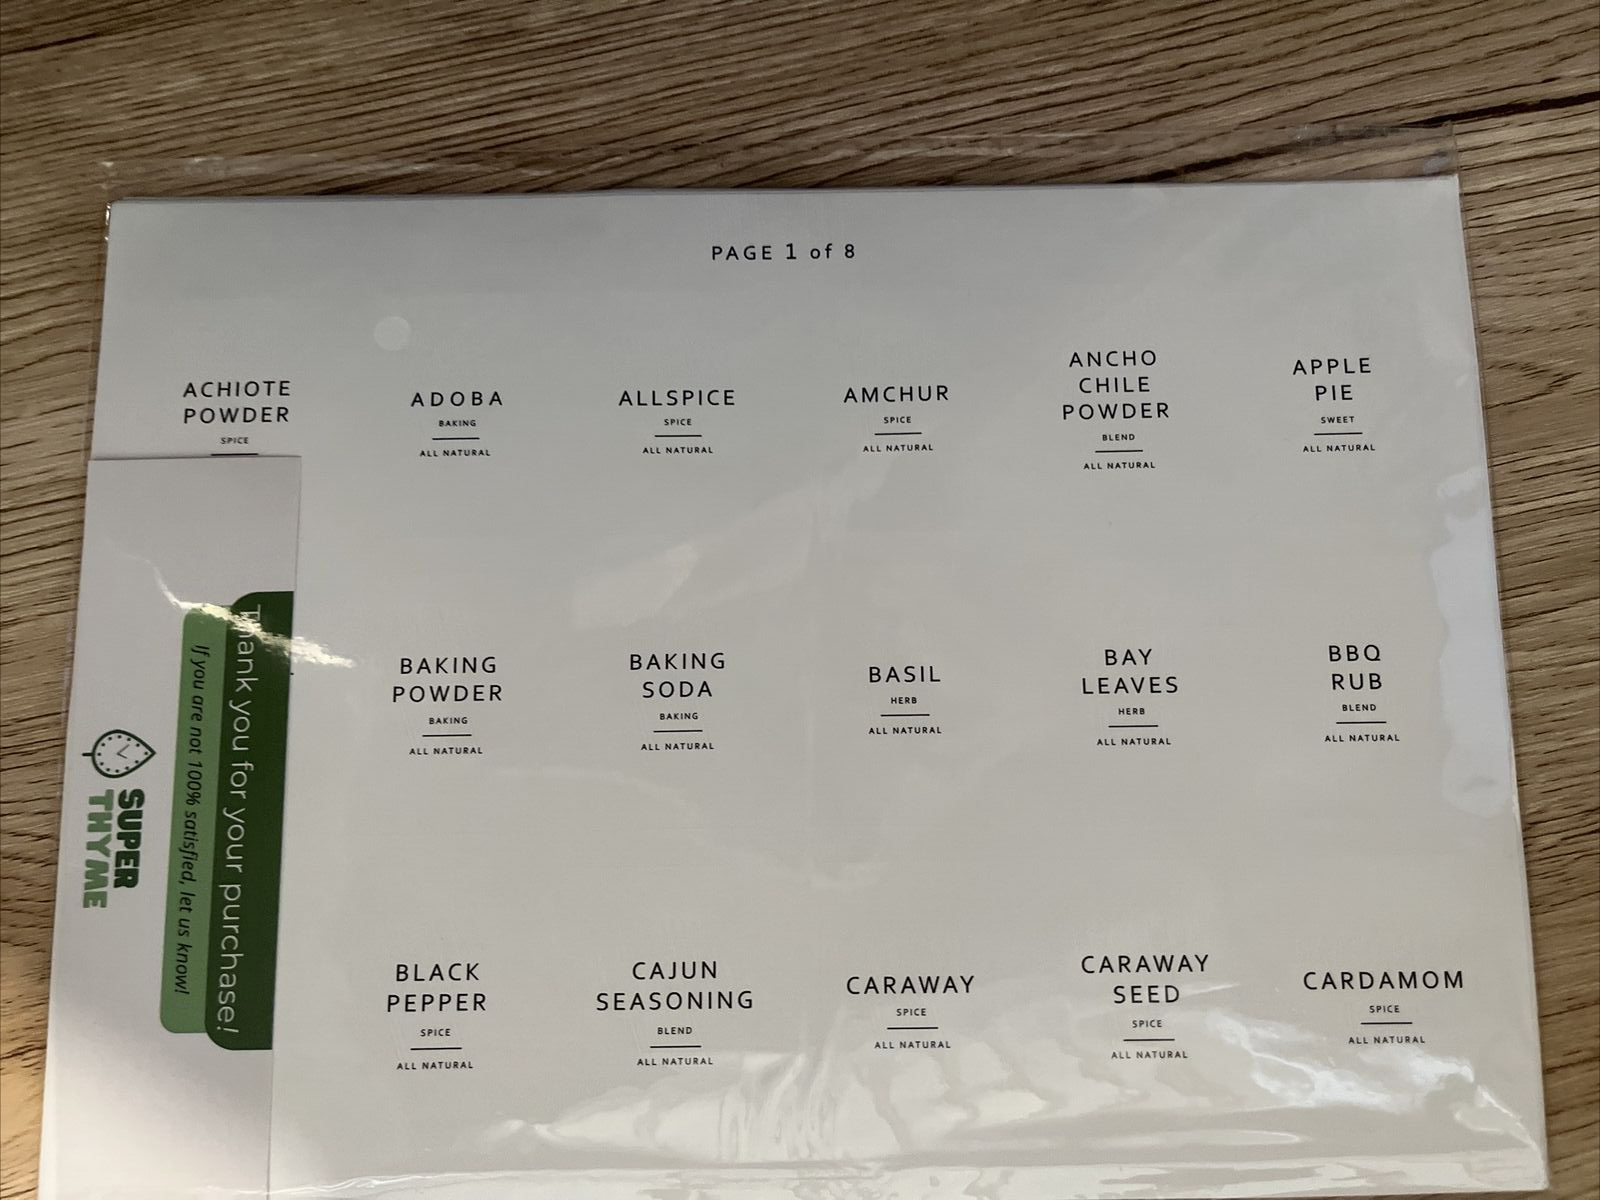 PAGE 1 of 8
ACHIOTE
POWDER
SPICE
ADOBA
BAKING
ALL NATURAL
ALLSPICE
SPICE
ALL NATURAL
AMCHUR
SPICE
ALL NATURAL
ANCHO
CHILE
POWDER
BLEND
ALL NATURAL
APPLE
PIE
SWEET
ALL NATURAL
BAKING
POWDER
BAKING
ALL NATURAL
BAKING
SODA
BAKING
ALL NATURAL
BASIL
HERB
ALL NATURAL
BAY
LEAVES
HERB
ALL NATURAL
BBQ
RUB
BLEND
ALL NATURAL
BLACK
PEPPER
SPICE
ALL NATURAL
CAJUN
SEASONING
BLEND
ALL NATURAL
CARAWAY
SPICE
ALL NATURAL
CARAWAY
SEED
SPICE
ALL NATURAL
CARDAMOM
SPICE
ALL NATURAL
Thank you for your purchase!
If you are not 100% satisfied, let us know!
SUPER
THYME